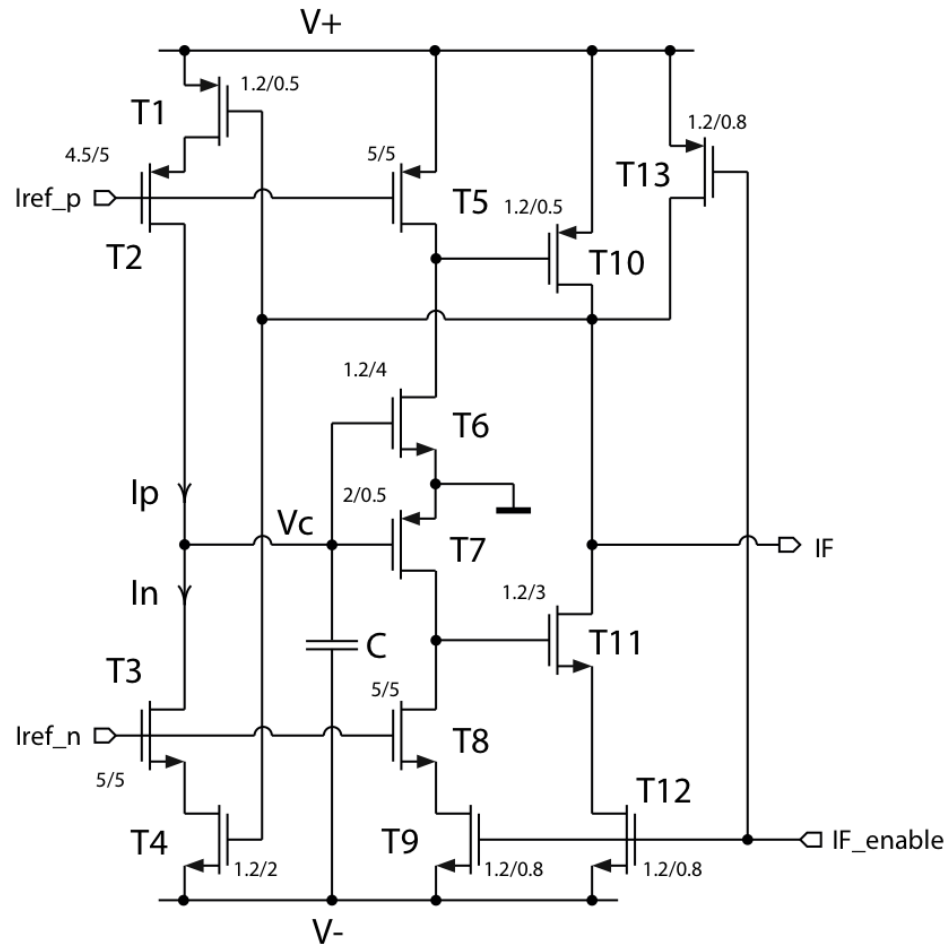 V+
1.2/0.5
T1
4.5/5
5/5
1.2/0.8
Iref_p
T5
T13
1.2/0.5
T2
T10
1.2/4
T6
Ip
2/0.5
Vc
T7
IF
In
1.2/3
C
T11
T3
5/5
Iref_n
T8
5/5
T12
T4
T9
IF_enable
1.2/2
1.2/0.8
1.2/0.8
V-